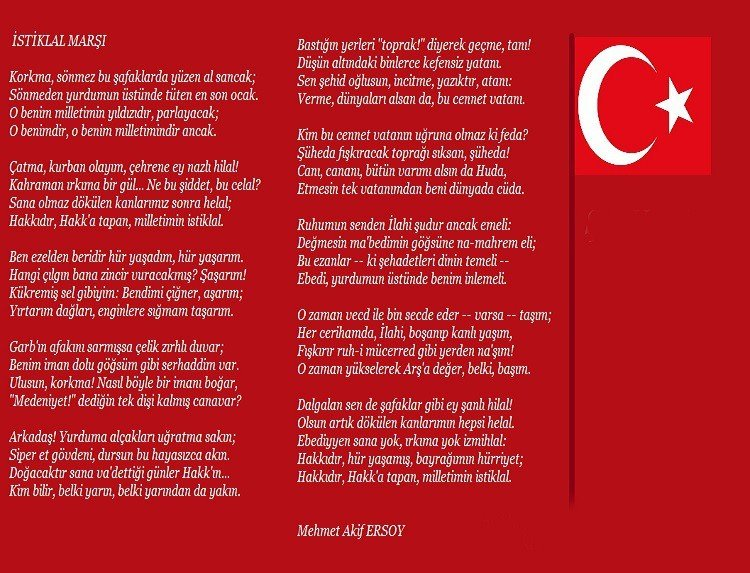 İSTİKLAL MARŞI
Korkma, sönmez bu şafaklarda yüzen al sancak;
Sönmeden yurdumun üstünde tüten en son ocak.
O benim milletimin yıldızıdır, parlayacak;
O benimdir, o benim milletimindir ancak.
Çatma, kurban olayım, çehrene ey nazlı hilal!
Kahraman ırkıma bir gül... Ne bu şiddet, bu celal?
Sana olmaz dökülen kanlarımız sonra helal;
Hakkıdır, Hakk'a tapan, milletimin istiklal.
Ben ezelden beridir hür yaşadım, hür yaşarım.
Hangi çılgın bana zincir vuracakmış? Şaşarım!
Kükremiş sel gibiyim: Bendimi çiğner, aşarım;
Yırtarım dağları, enginlere sığmam taşarım.
Garb'ın afakını sarmışsa çelik zırhlı duvar;
Benim iman dolu göğsüm gibi serhaddim var.
Ulusun, korkma! Nasıl böyle bir imanı boğar,
"Medeniyet!" dediğin tek dişi kalmış canavar?
Arkadaş! Yurduma alçakları uğratma sakın;
Siper et gövdeni, dursun bu hayasızca akın.
Doğacaktır sana va'dettiği günler Hakk'ın...
Kim bilir, belki yarın, belki yarından da yakın.
Bastığın yerleri "toprak!" diyerek geçme, tanı!
Düşün altındaki binlerce kefensiz yatanı.
Sen şehid oğlusun, incitme, yazıktır, atanı:
Verme, dünyaları alsan da, bu cennet vatanı.
Kim bu cennet vatanın uğruna olmaz ki feda?
Şüheda fışkıracak toprağı sıksan, şüheda!
Canı, cananı, bütün varımı alsın da Huda,
Etmesin tek vatanımdan beni dünyada cüda.
Ruhumun senden İlahi şudur ancak emeli:
Değmesin ma'bedimin göğsüne na-mahrem eli;
Bu ezanlar -- ki şehadetleri dinin temeli --
Ebedi, yurdumun üstünde benim inlemeli.
O zaman vecd ile bin secde eder -- varsa -- taşım;
Her cerihamda, İlahi, boşanıp kanlı yaşım,
Fışkırır ruh-i mücerred gibi yerden na'şım!
O zaman yükselerek Arş'a değer, belki, başım.
Dalgalan sen de şafaklar gibi ey şanlı hilal!
Olsun artık dökülen kanlarımın hepsi helal.
Ebediyyen sana yok, ırkıma yok izmihlal:
Hakkıdır, hür yaşamış, bayrağımın hürriyet;
Hakkıdır, Hakk'a tapan, milletimin istiklal.
Mehmet Akif ERSOY